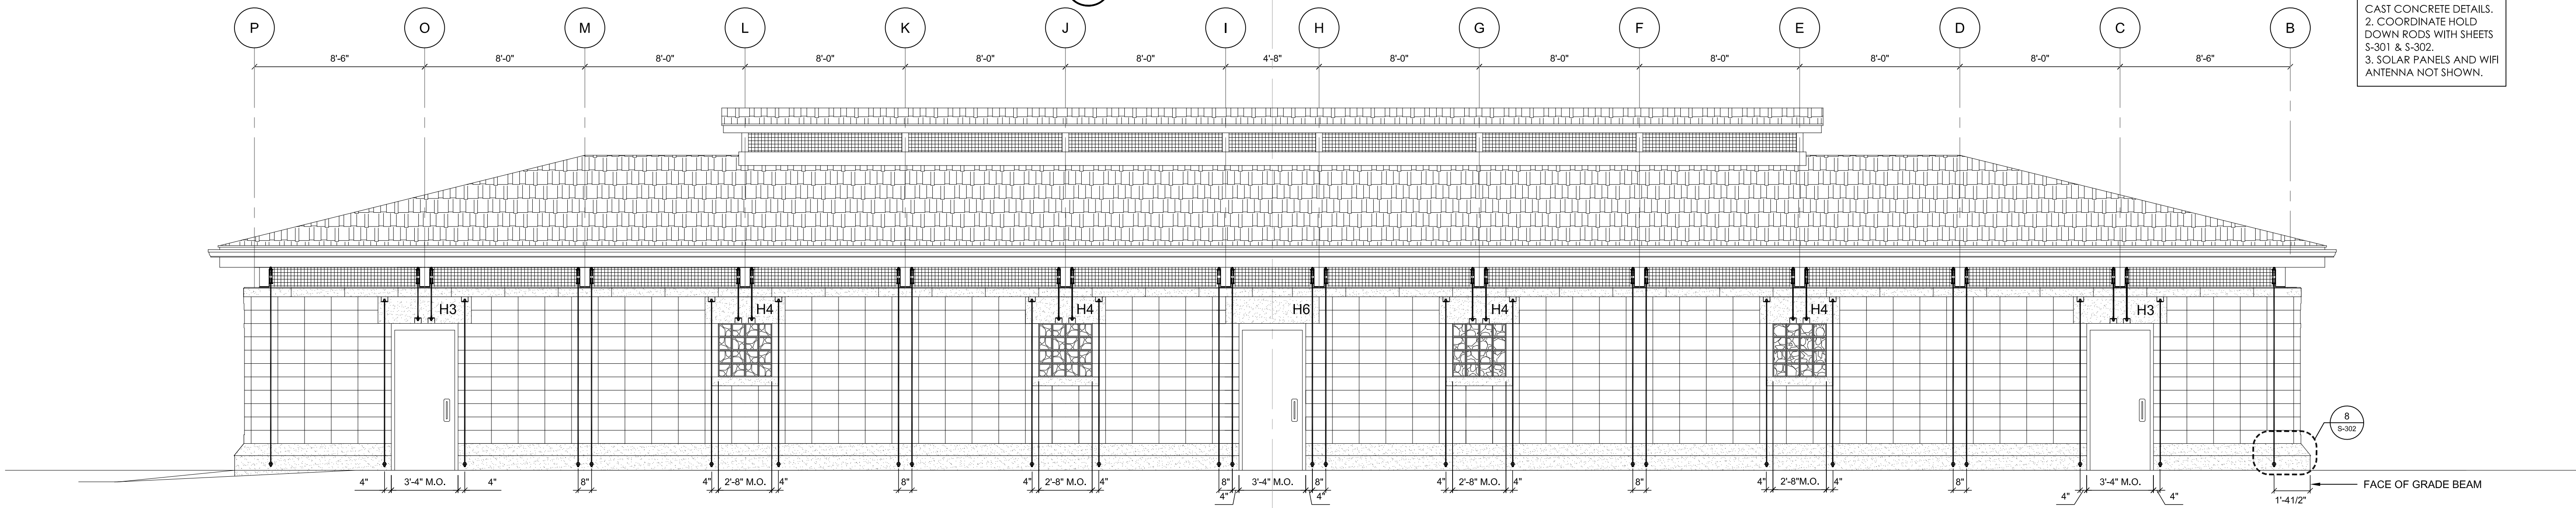 CAST CONCRETE DETAILS.
2. COORDINATE HOLD
DOWN RODS WITH SHEETS
S-301 & S-302.
3. SOLAR PANELS AND WIFI
ANTENNA NOT SHOWN.
P O M L K J I H G F E D C B
8'-6" 8'-0" 8'-0" 8'-0" 8'-0" 8'-0" 4'-8" 8'-0" 8'-0" 8'-0" 8'-0" 8'-0" 8'-6"
H3 H4 H4 H6 H4 H4 H3
8
S-302
4" 3'-4" M.O. 4" 8" 4" 2'-8" M.O. 4" 8" 4" 2'-8" M.O. 4" 8" 3'-4" M.O. 8" 4" 2'-8" M.O. 4" 8" 4" 2'-8"M.O. 4" 8" 3'-4" M.O. FACE OF GRADE BEAM
4" 4" 4" 4" 1'-41/2"